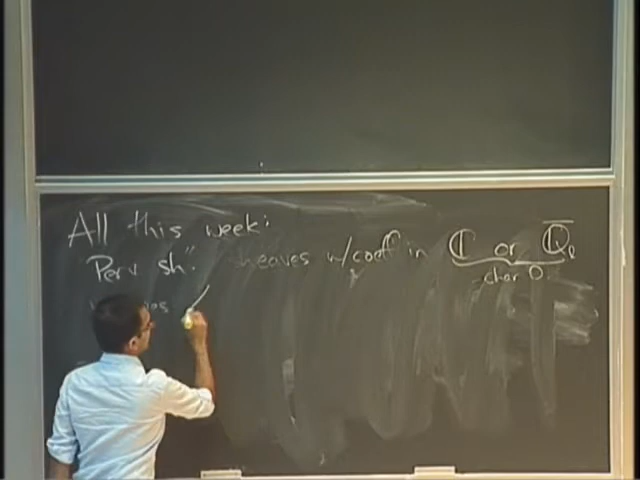 All this week:
Perv sh." sheaves w/ coeff in ℂ or ℚ̅ₗ
char 0.